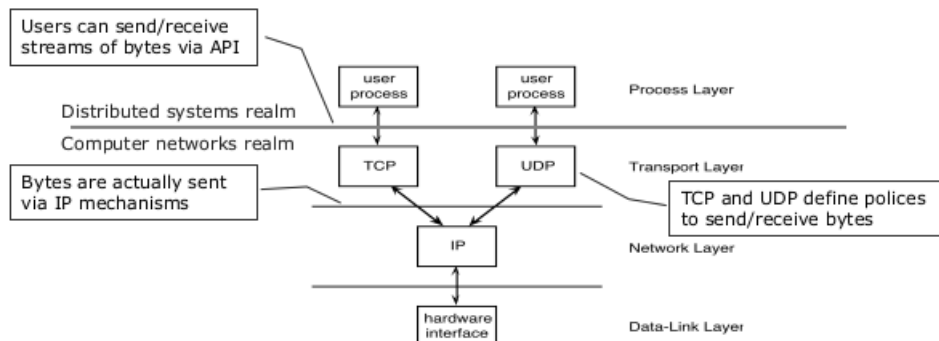 Users can send/receive
streams of bytes via API
user
process
user
process
Process Layer
Distributed systems realm
Computer networks realm
TCP
UDP
Transport Layer
Bytes are actually sent
via IP mechanisms
TCP and UDP define polices
to send/receive bytes
IP
Network Layer
hardware
interface
Data-Link Layer